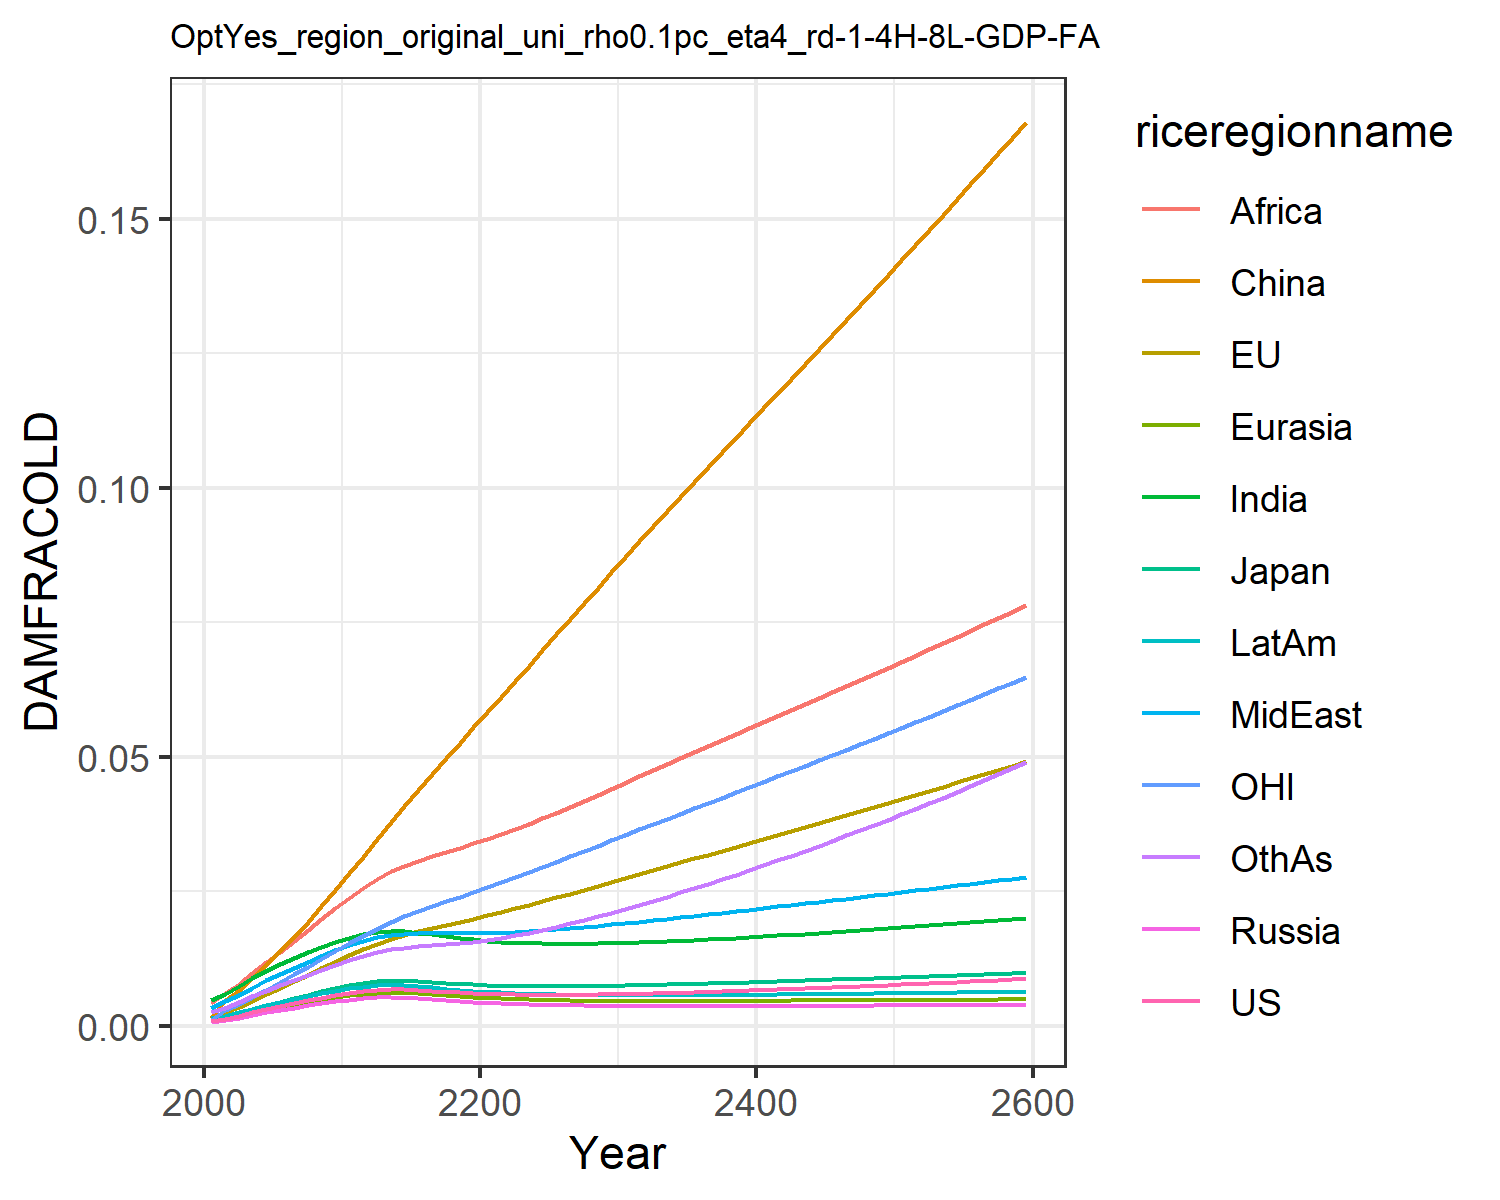 OptYes_region_original_uni_rho0.1pc_eta4_rd-1-4H-8L-GDP-FA
DAMFRACOLD
0.15
0.10
0.05
0.00
2000 2200 2400 2600
Year
riceregionname
Africa
China
EU
Eurasia
India
Japan
LatAm
MidEast
OHI
OthAs
Russia
US